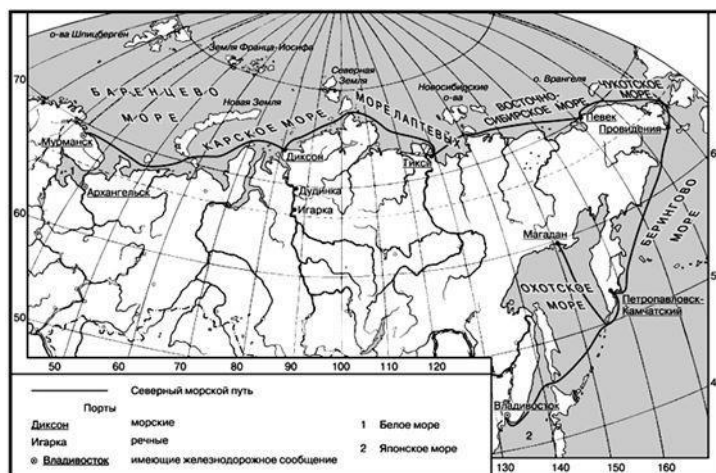 о-ва Шпицберген
Земля Франца-Иосифа
Северная
Земля
Новосибирские
о-ва
о. Врангеля
ЧУКОТСКОЕ
МОРЕ
70
БАРЕНЦЕВО
МОРЕ
Новая Земля
КАРСКОЕ МОРЕ
МОРЕ ЛАПТЕВЫХ
ВОСТОЧНО-
СИБИРСКОЕ МОРЕ
Певек
Провидения
Мурманск
Диксон
Тикси
Архангельск
Дудинка
Игарка
60
Магадан
БЕРИНГОВО
МОРЕ
ОХОТСКОЕ
МОРЕ
Петропавловск-
Камчатский
50
50 60 70 80 90 100 110 120
Владивосток
2
130 140 150 160
Северный морской путь
Порты
Диксон морские
Игарка речные
Владивосток имеющие железнодорожное сообщение
1 Белое море
2 Японское море